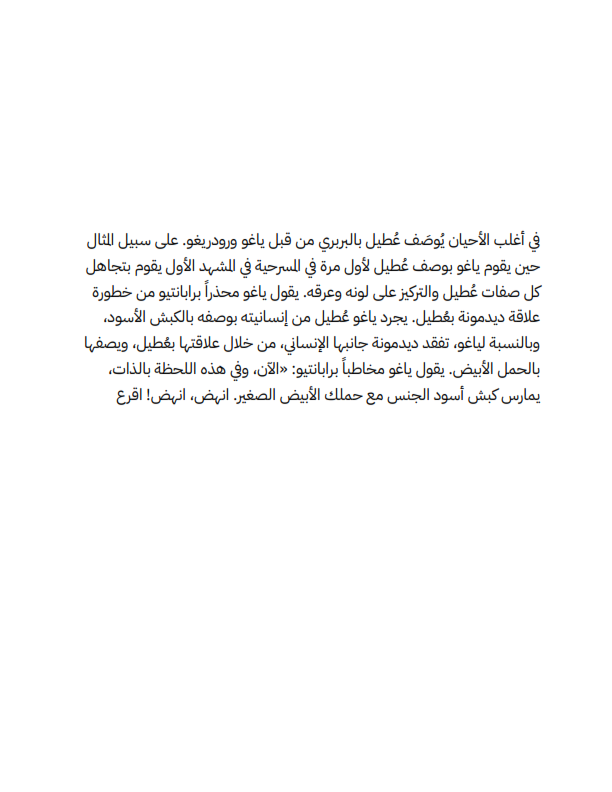 في أغلب الأحيان يُوصَف عُطيل بالبربري من قبل ياغو ورودريغو. على سبيل المثال
حين يقوم ياغو بوصف عُطيل لأول مرة في المسرحية في المشهد الأول يقوم بتجاهل
كل صفات عُطيل والتركيز على لونه وعرقه. يقول ياغو محذراً برابانتيو من خطورة
علاقة ديدمونة بعُطيل. يجرد ياغو عُطيل من إنسانيته بوصفه بالكبش الأسود،
وبالنسبة لياغو، تفقد ديدمونة جانبها الإنساني، من خلال علاقتها بعُطيل، ويصفها
بالحمل الأبيض. يقول ياغو مخاطباً برابانتيو: «الآن، وفي هذه اللحظة بالذات،
يمارس كبش أسود الجنس مع حملك الأبيض الصغير. انهض، انهض! اقرع